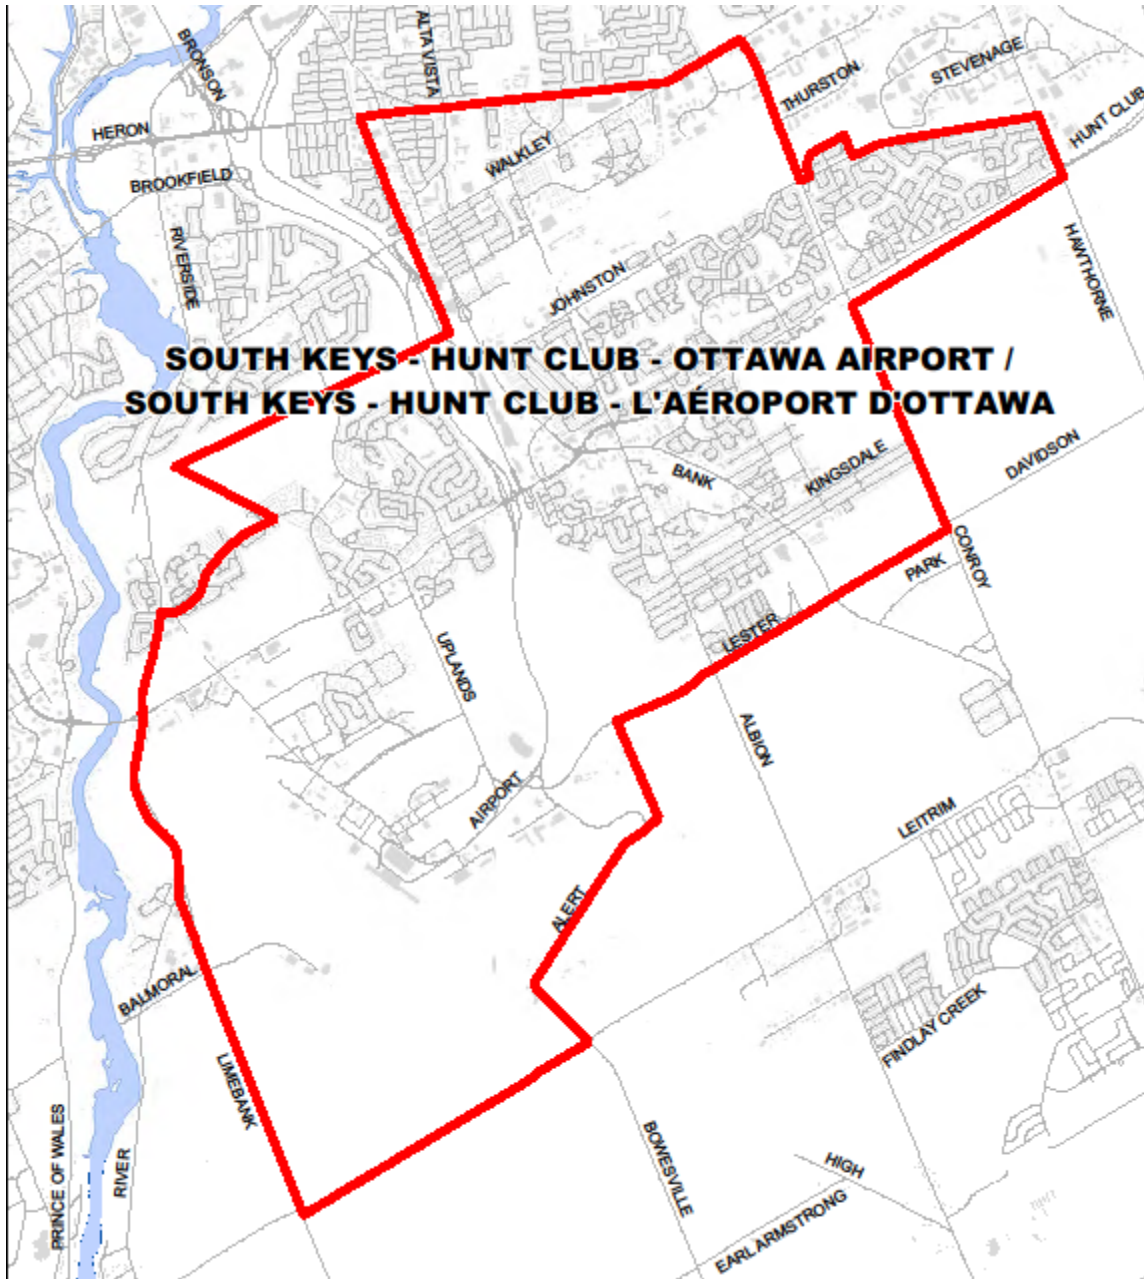 BRONSON
ALTA VISTA
HERON
THURSTON
STEVENAGE
HUNT CLUB
WALKLEY
BROOKFIELD
RIVERSIDE
JOHNSTON
HAWTHORNE
SOUTH KEYS - HUNT CLUB - OTTAWA AIRPORT /
SOUTH KEYS - HUNT CLUB - L'AÉROPORT D'OTTAWA
BANK
KINGSDALE
DAVIDSON
CONROY
PARK
LESTER
UPLANDS
ALBION
AIRPORT
LEITRIM
ALERT
BALMORAL
FINDLAY CREEK
LIMEBANK
PRINCE OF WALES
RIVER
BOWESVILLE
HIGH
EARL ARMSTRONG